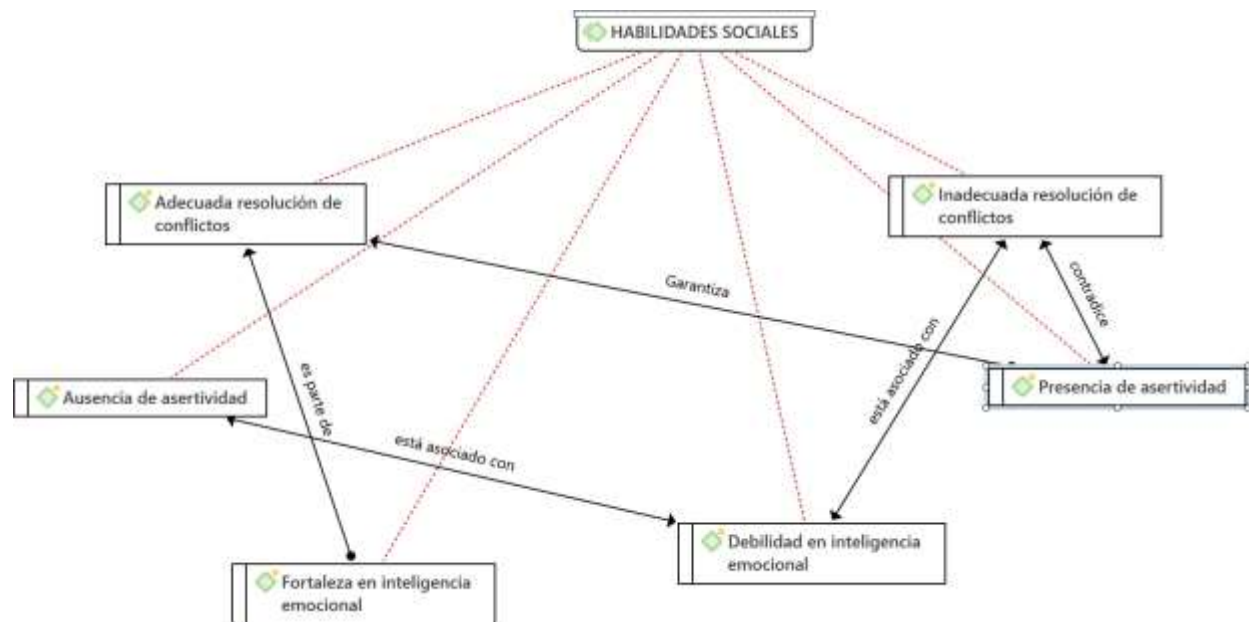 HABILIDADES SOCIALES
Adecuada resolución de
conflictos
Inadecuada resolución de
conflictos
Garantiza
contradice
está asociado con
Presencia de asertividad
Ausencia de asertividad
es parte de
está asociado con
Debilidad en inteligencia
emocional
Fortaleza en inteligencia
emocional